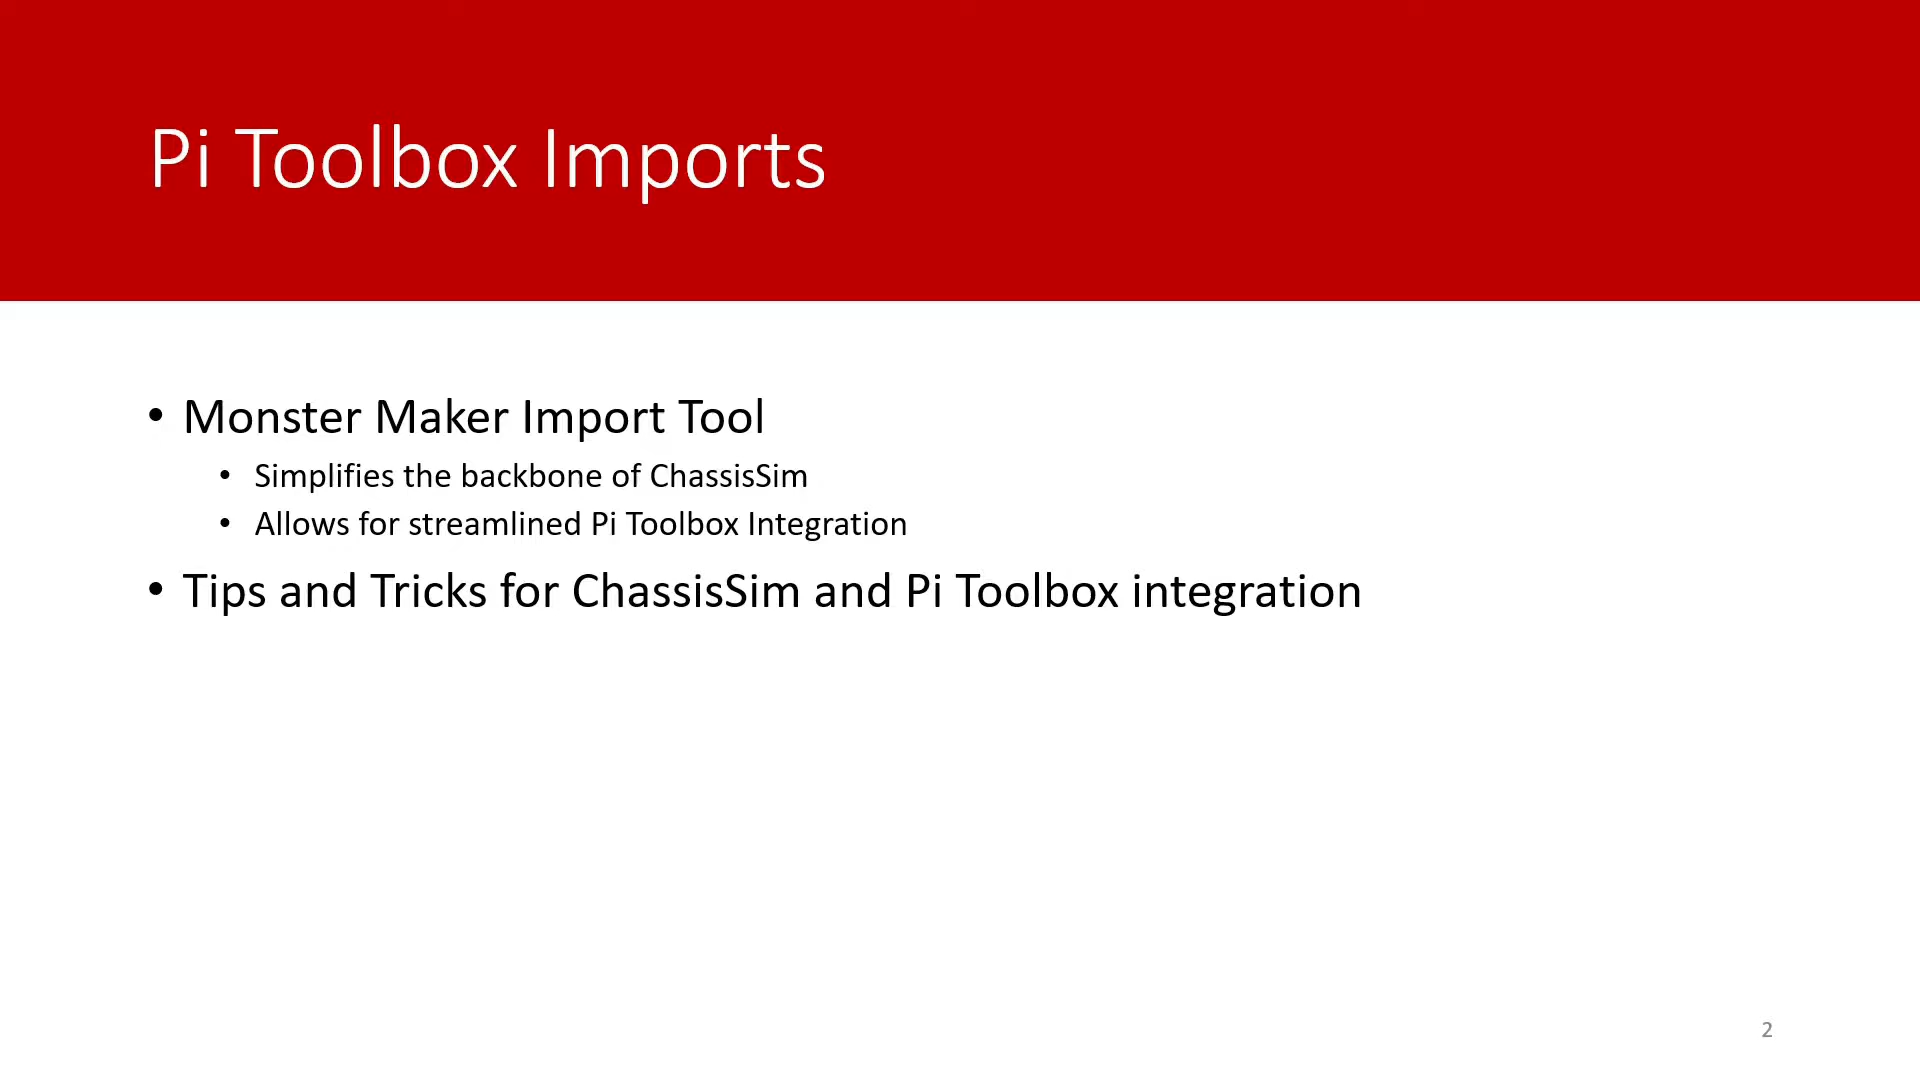 Pi Toolbox Imports
• Monster Maker Import Tool
• Simplifies the backbone of ChassisSim
• Allows for streamlined Pi Toolbox Integration
• Tips and Tricks for ChassisSim and Pi Toolbox integration
2